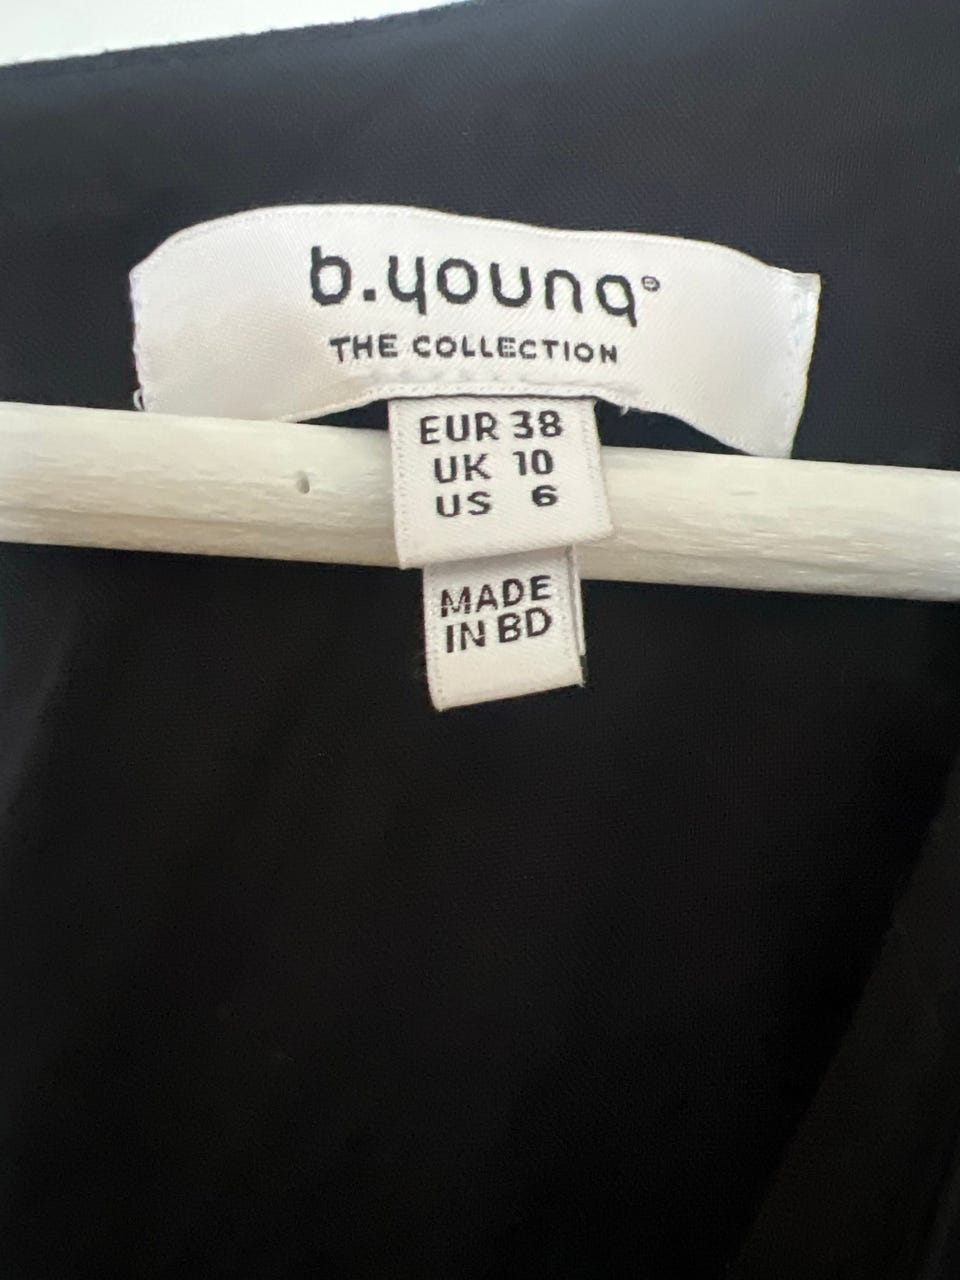 b.young®
THE COLLECTION
EUR 38
UK 10
US 6
MADE
IN BD